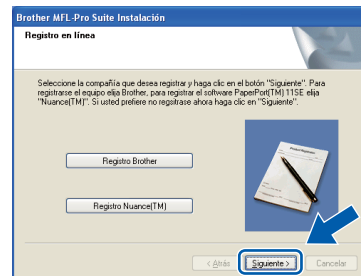 Brother MFL-Pro Suite Instalación
Registro en línea
Seleccione la compañíia que desea registrar y haga clic en el botón "Siguiente". Para
registrarse el equipo elija Brother, para registrar el software PaperPort(TM) 11SE elija
"Nuance(TM)". Si usted prefiere no regsitrase ahora haga clic en "Siguiente".
Registro Brother
Registro Nuance(TM)
< Atrás
Siguiente >
Cancelar